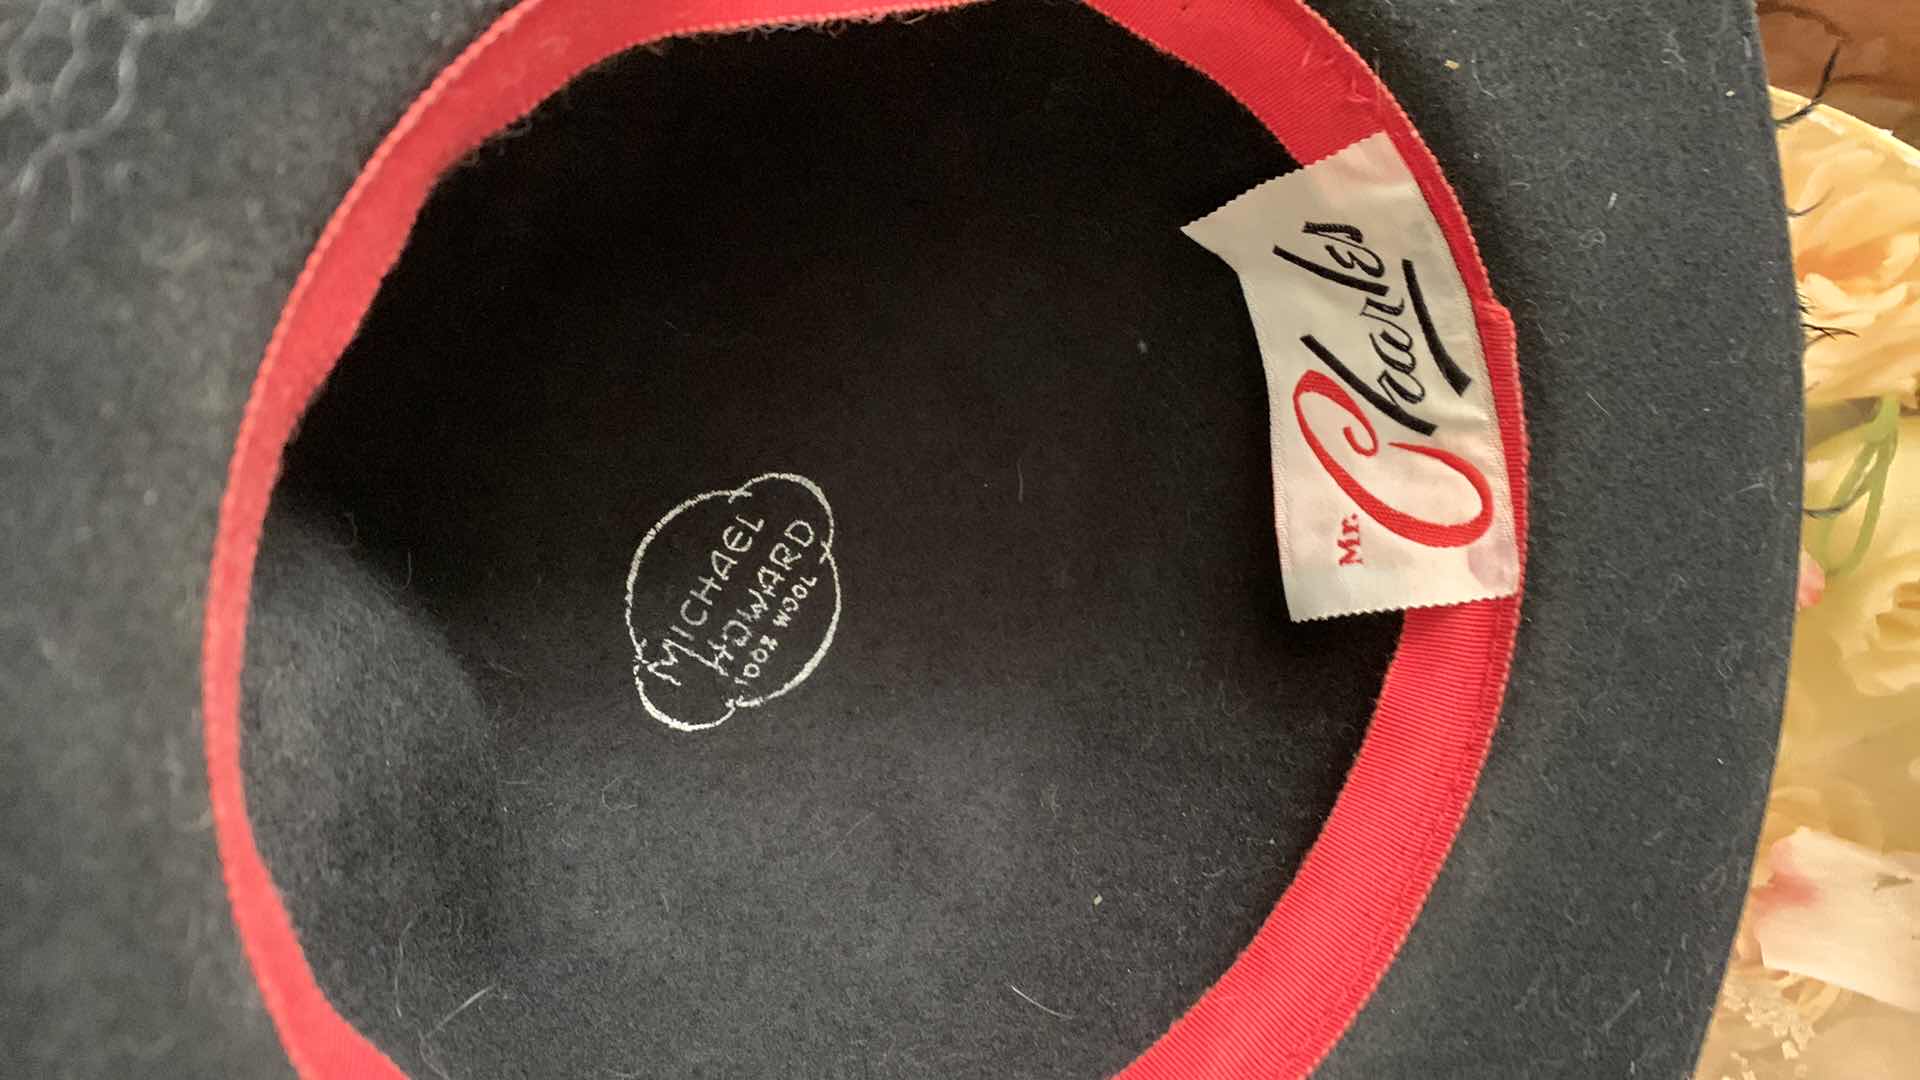 MICHAEL
HOWARD
100% WOOL
Mr.
Charles